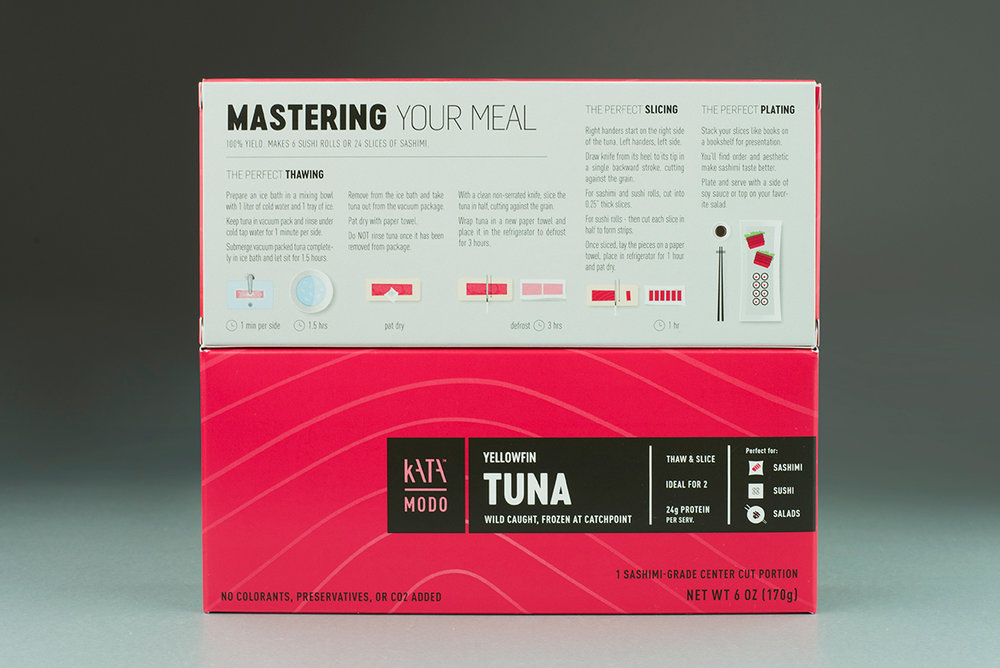 MASTERING YOUR MEAL
100% YIELD. MAKES 6 SUSHI ROLLS OR 24 SLICES OF SASHIMI.
THE PERFECT THAWING
Prepare an ice bath in a mixing bowl
with 1 liter of cold water and 1 tray of ice.
Keep tuna in vacuum pack and rinse under
cold tap water for 1 minute per side.
Submerge vacuum packed tuna complete-
ly in ice bath and let sit for 1.5 hours.
1 min per side
1.5 hrs
Remove from the ice bath and take
tuna out from the vacuum package.
Pat dry with paper towel.
Do NOT rinse tuna once it has been
removed from package.
pat dry
With a clean non-serrated knife, slice the
tuna in half, cutting against the grain.
Wrap tuna in a new paper towel and
place it in the refrigerator to defrost
for 3 hours.
defrost 3 hrs
THE PERFECT SLICING
Right handers start on the right side
of the tuna. Left handers, left side.
Draw knife from its heel to its tip in
a single backward stroke, cutting
against the grain.
For sashimi and sushi rolls, cut into
0.25" thick slices.
For sushi rolls - then cut each slice in
half to form strips.
Once sliced, lay the pieces on a paper
towel, place in refrigerator for 1 hour
and pat dry.
1 hr
THE PERFECT PLATING
Stack your slices like books on
a bookshelf for presentation.
You'll find order and aesthetic
make sashimi taste better.
Plate and serve with a side of
soy sauce or top on your favor-
ite salad.
KATA™
MODO
YELLOWFIN
TUNA
WILD CAUGHT, FROZEN AT CATCHPOINT
THAW & SLICE
IDEAL FOR 2
24g PROTEIN
PER SERV.
Perfect for:
SASHIMI
SUSHI
SALADS
NO COLORANTS, PRESERVATIVES, OR CO2 ADDED
1 SASHIMI-GRADE CENTER CUT PORTION
NET WT 6 OZ (170g)